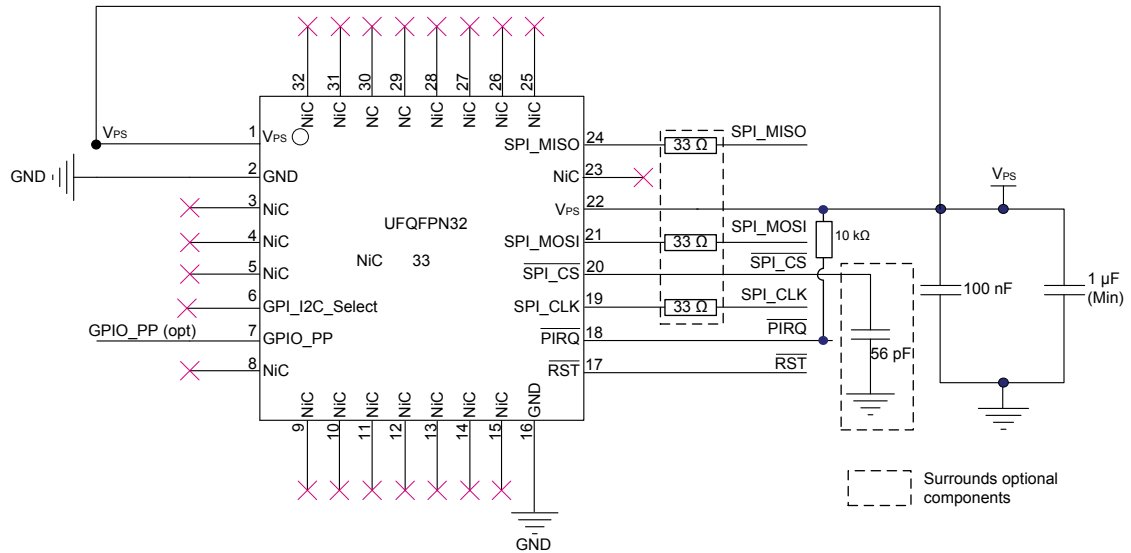 32
31
30
29
28
27
26
25
NiC
NiC
NC
NC
NiC
NiC
NiC
NiC
VPS
1
VPS
GND
2
GND
3
NiC
4
NiC
5
NiC
6
GPI_I2C_Select
GPIO_PP (opt)
7
GPIO_PP
8
NiC
UFQFPN32
NiC 33
SPI_MISO
24
33 Ω
SPI_MISO
NiC
23
VPS
22
VPS
SPI_MOSI
21
33 Ω
SPI_MOSI
10 kΩ
SPI_CS
20
SPI_CS
SPI_CLK
19
33 Ω
SPI_CLK
PIRQ
18
PIRQ
RST
17
RST
56 pF
100 nF
1 µF
(Min)
NiC
NiC
NiC
NiC
NiC
NiC
NiC
GND
9
10
11
12
13
14
15
16
GND
Surrounds optional
components